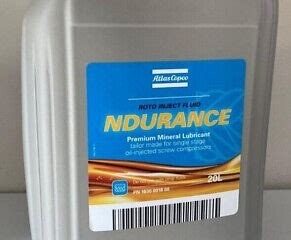 Atlas Copco
ROTO INJECT FLUID
NDURANCE
Premium Mineral Lubricant
tailor made for single stage
oil-injected screw compressors
20L